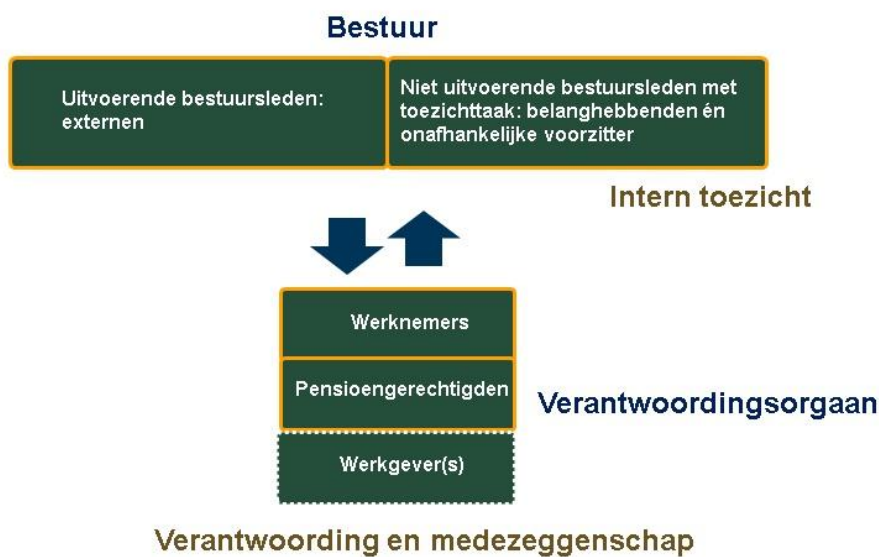 Bestuur
Uitvoerende bestuursleden:
externen
Niet uitvoerende bestuursleden met
toezichttaak: belanghebbenden én
onafhankelijke voorzitter
Intern toezicht
Werknemers
Pensioengerechtigden
Verantwoordingsorgaan
Werkgever(s)
Verantwoording en medezeggenschap